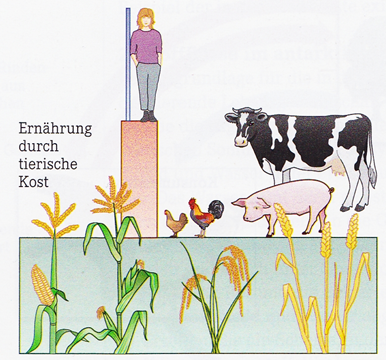 Ernährung
durch
tierische
Kost